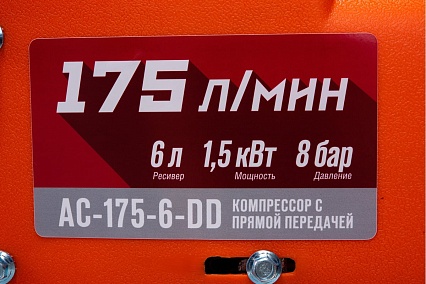 175 л/мин
6 л 1,5 кВт 8 бар
Ресивер Мощность Давление
AC-175-6-DD КОМПРЕССОР С
ПРЯМОЙ ПЕРЕДАЧЕЙ